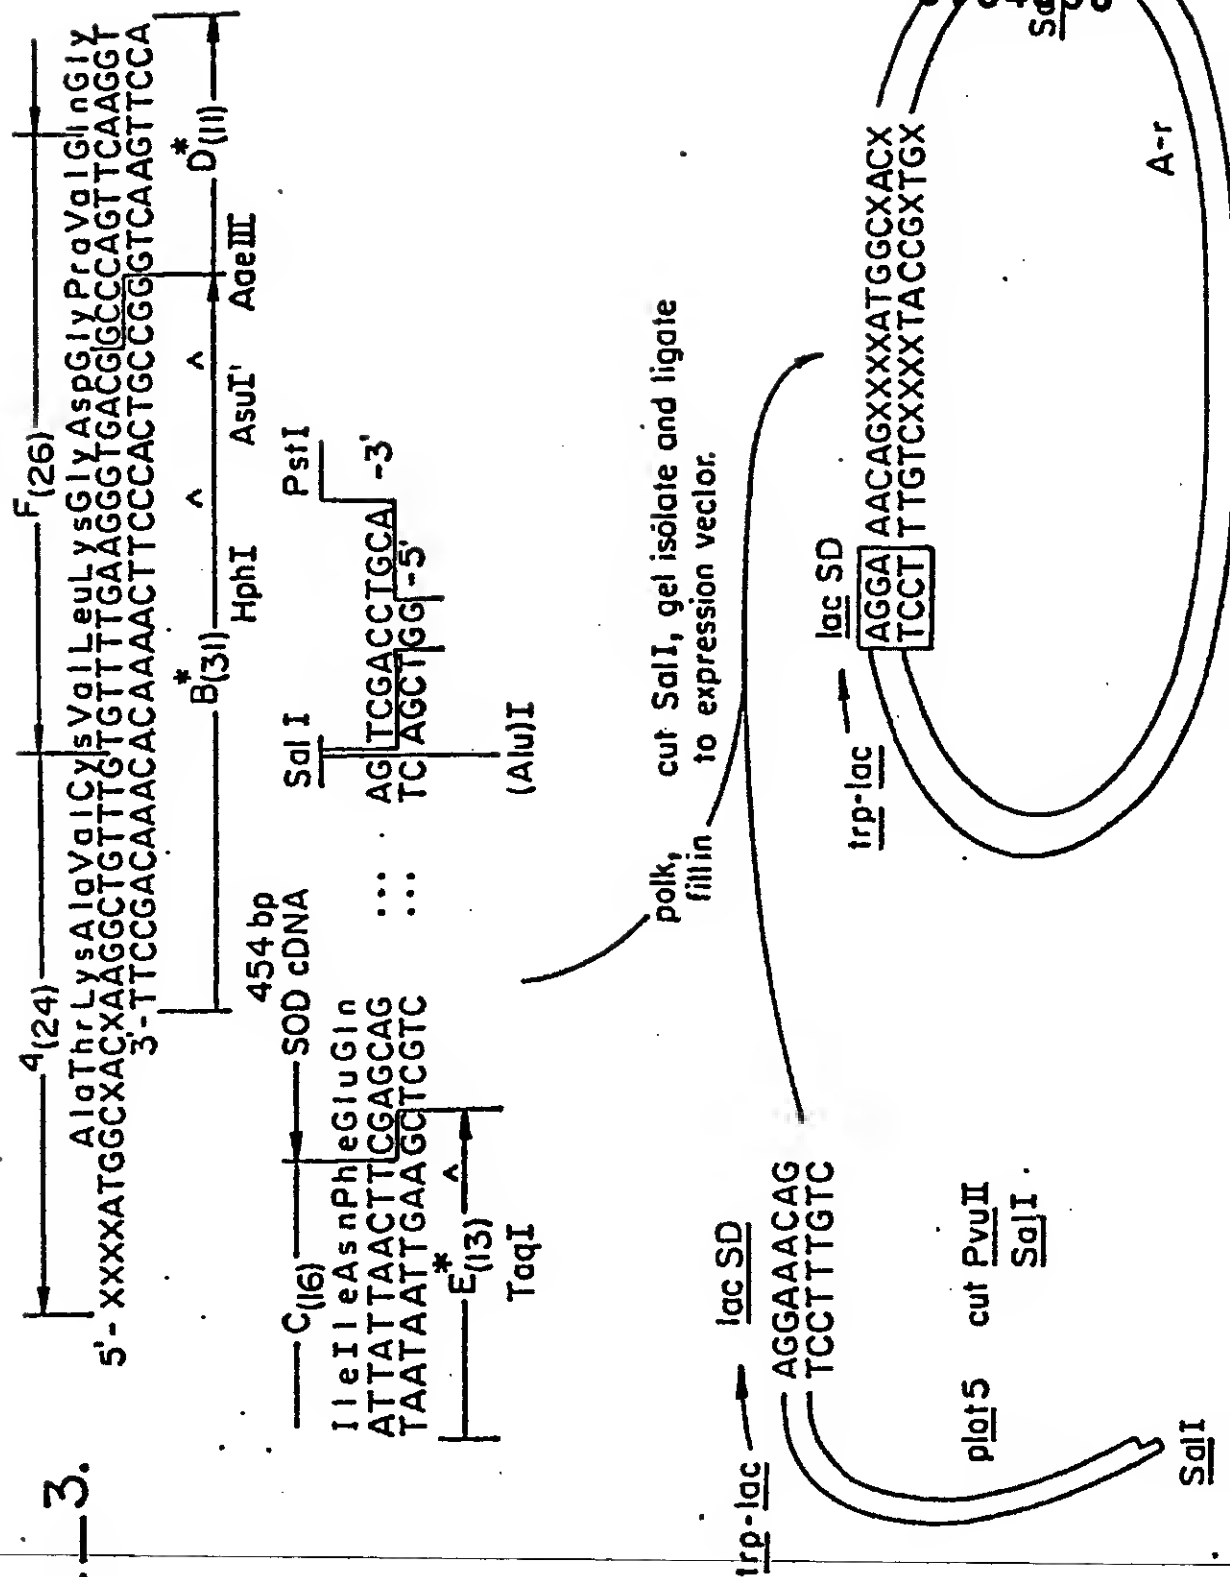 3.
4(24) F(26)
AlaThrLysAlaValCysValLeuLysGlyAspGlyProValGlnGly
5'-XXXXATGGCXACXAAGGCTGTTTGTGTTTTGAAGGGTGACGGCCCAGTTCAAGGT
3'-TTCCGACAAACACAAAACTTCCCACTGCCGGGTCAAGTTCCA
B*(31) D*(11)
HphI AsuI' AaeIII
454 bp
C(16) SOD cDNA
IleIleAsnPheGluGln
ATTATTAACTTCGAGCAG ... AGTCGACCTGCA -3'
TAATAATTGAAGCTCGTC ... TCAGCTGG -5'
Sal I PstI
E*(13)
TaqI (Alu)I
polk,
fill in
cut SalI, gel isolate and ligate
to expression vector.
trp-lac lac SD
AGGAAACAG
TCCTTTGTC
plot5 cut PvuII
SalI
SalI
trp-lac lac SD
AGGA AACAGXXXXATGGCXACX
TCCT TTGTCXXXXTACCGXTGX
A-r